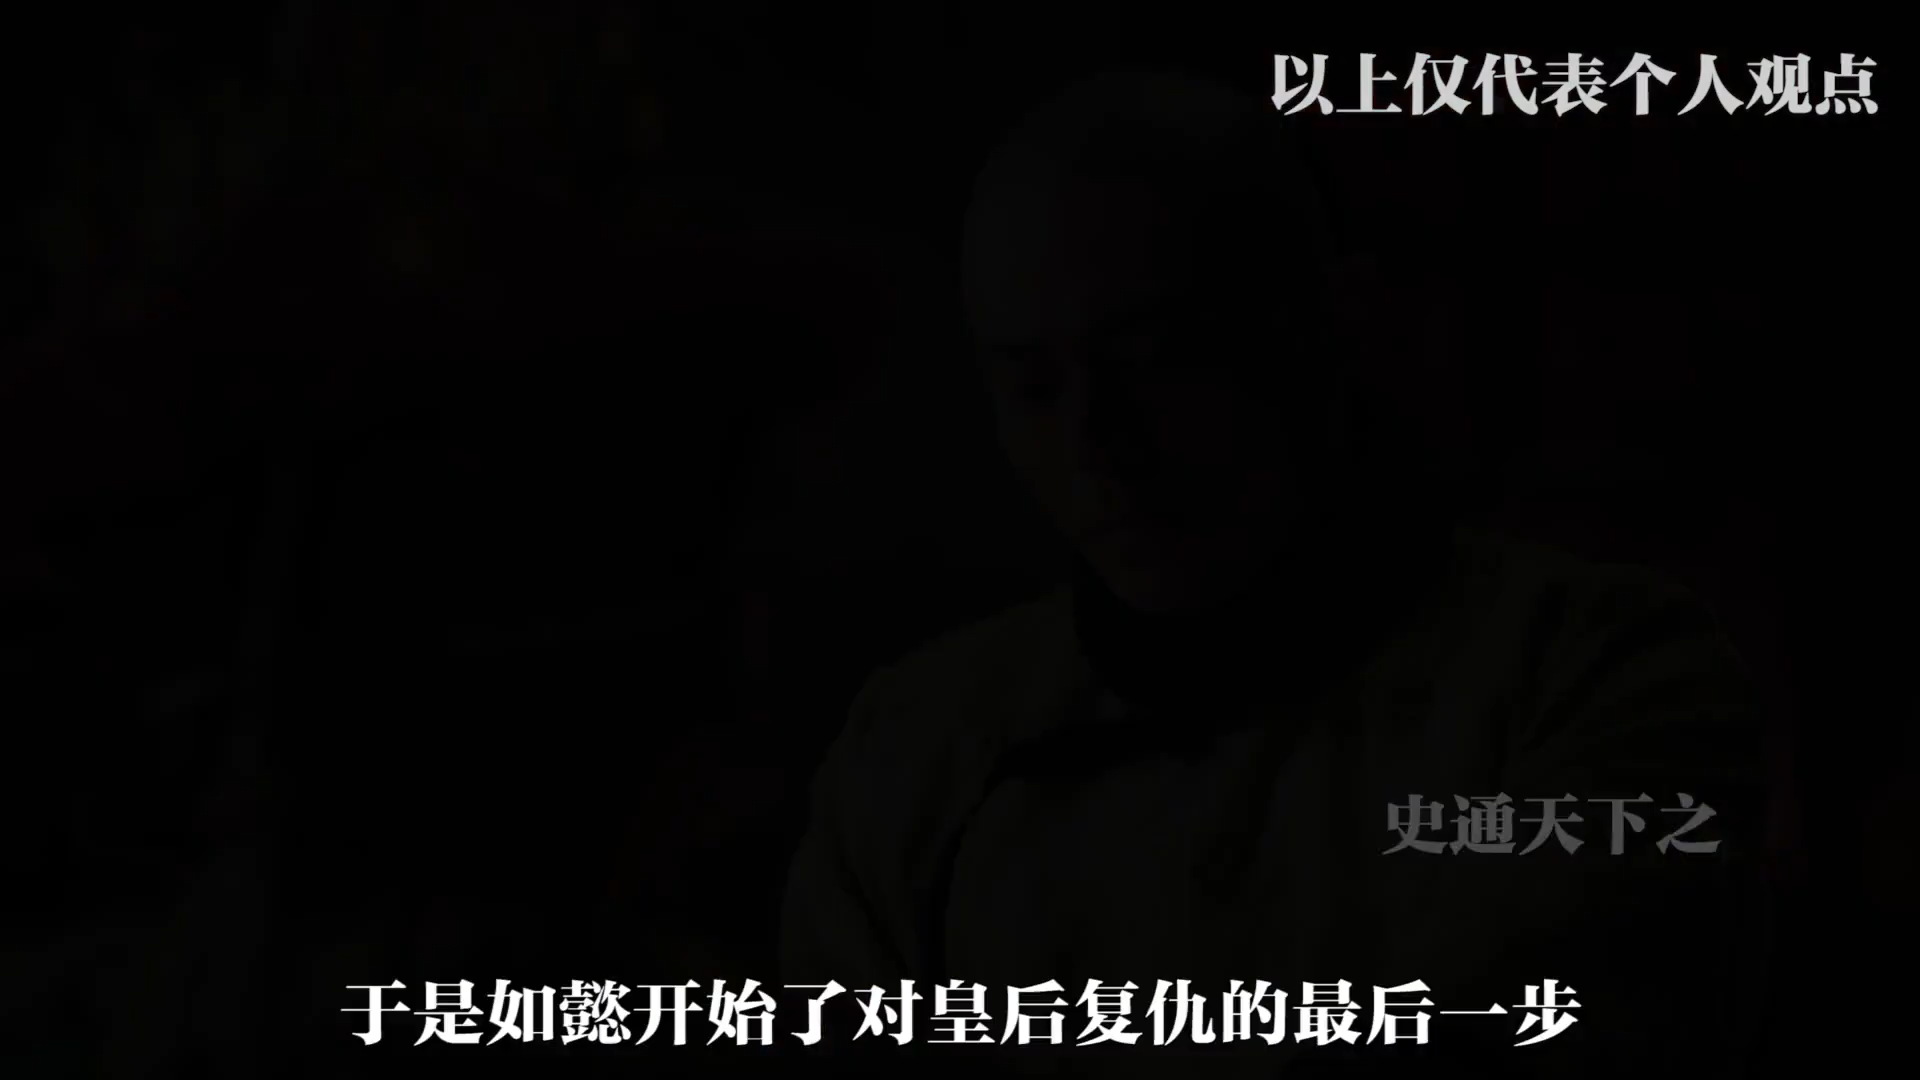 以上仅代表个人观点
史通天下之
于是如懿开始了对皇后复仇的最后一步